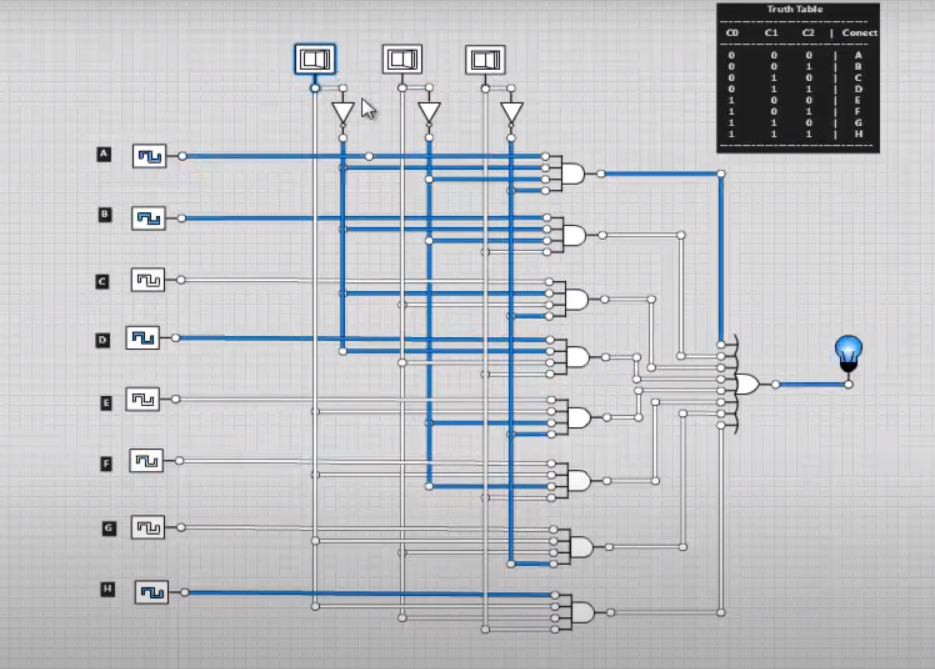 Truth Table
C0 C1 C2 | Conect
0 0 0 | A
0 0 1 | B
0 1 0 | C
0 1 1 | D
1 0 0 | E
1 0 1 | F
1 1 0 | G
1 1 1 | H
A
B
C
D
E
F
G
H